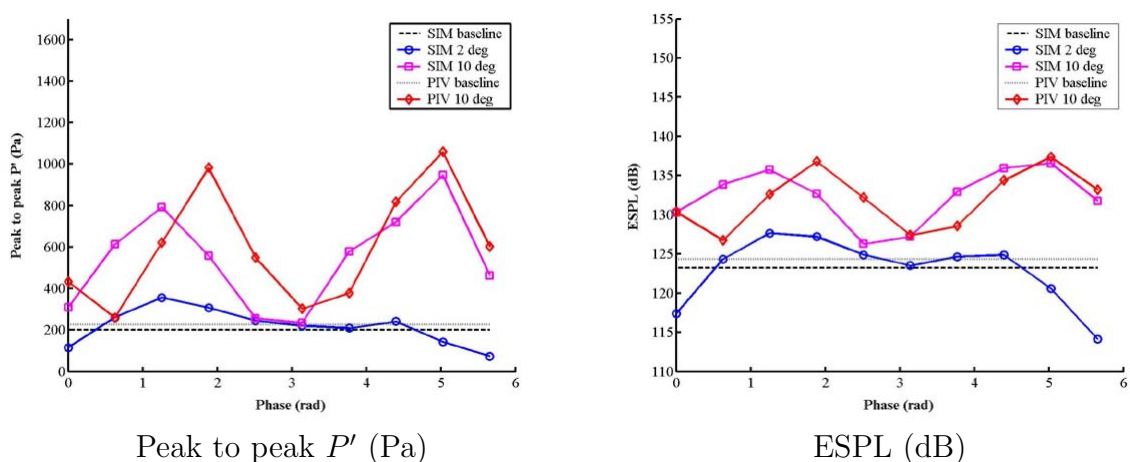 1600
1400
1200
1000
800
600
400
200
0
Peak to peak P' (Pa)
0 1 2 3 4 5 6
Phase (rad)
SIM baseline
SIM 2 deg
SIM 10 deg
PIV baseline
PIV 10 deg
Peak to peak P′ (Pa)
155
150
145
140
135
130
125
120
115
110
ESPL (dB)
0 1 2 3 4 5 6
Phase (rad)
SIM baseline
SIM 2 deg
SIM 10 deg
PIV baseline
PIV 10 deg
ESPL (dB)